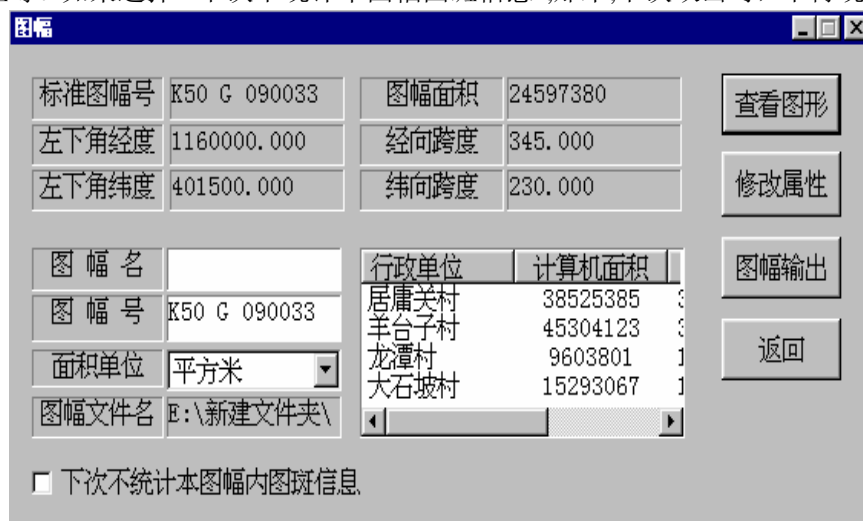 图幅
标准图幅号 K50 G 090033 图幅面积 24597380 查看图形
左下角经度 1160000.000 经向跨度 345.000
左下角纬度 401500.000 纬向跨度 230.000 修改属性
图 幅 名 行政单位 计算机面积 图幅输出
图 幅 号 K50 G 090033 居庸关村 38525385
羊台子村 45304123
面积单位 平方米 龙潭村 9603801 返回
图幅文件名 E:\新建文件夹\ 大石坡村 15293067
下次不统计本图幅内图斑信息